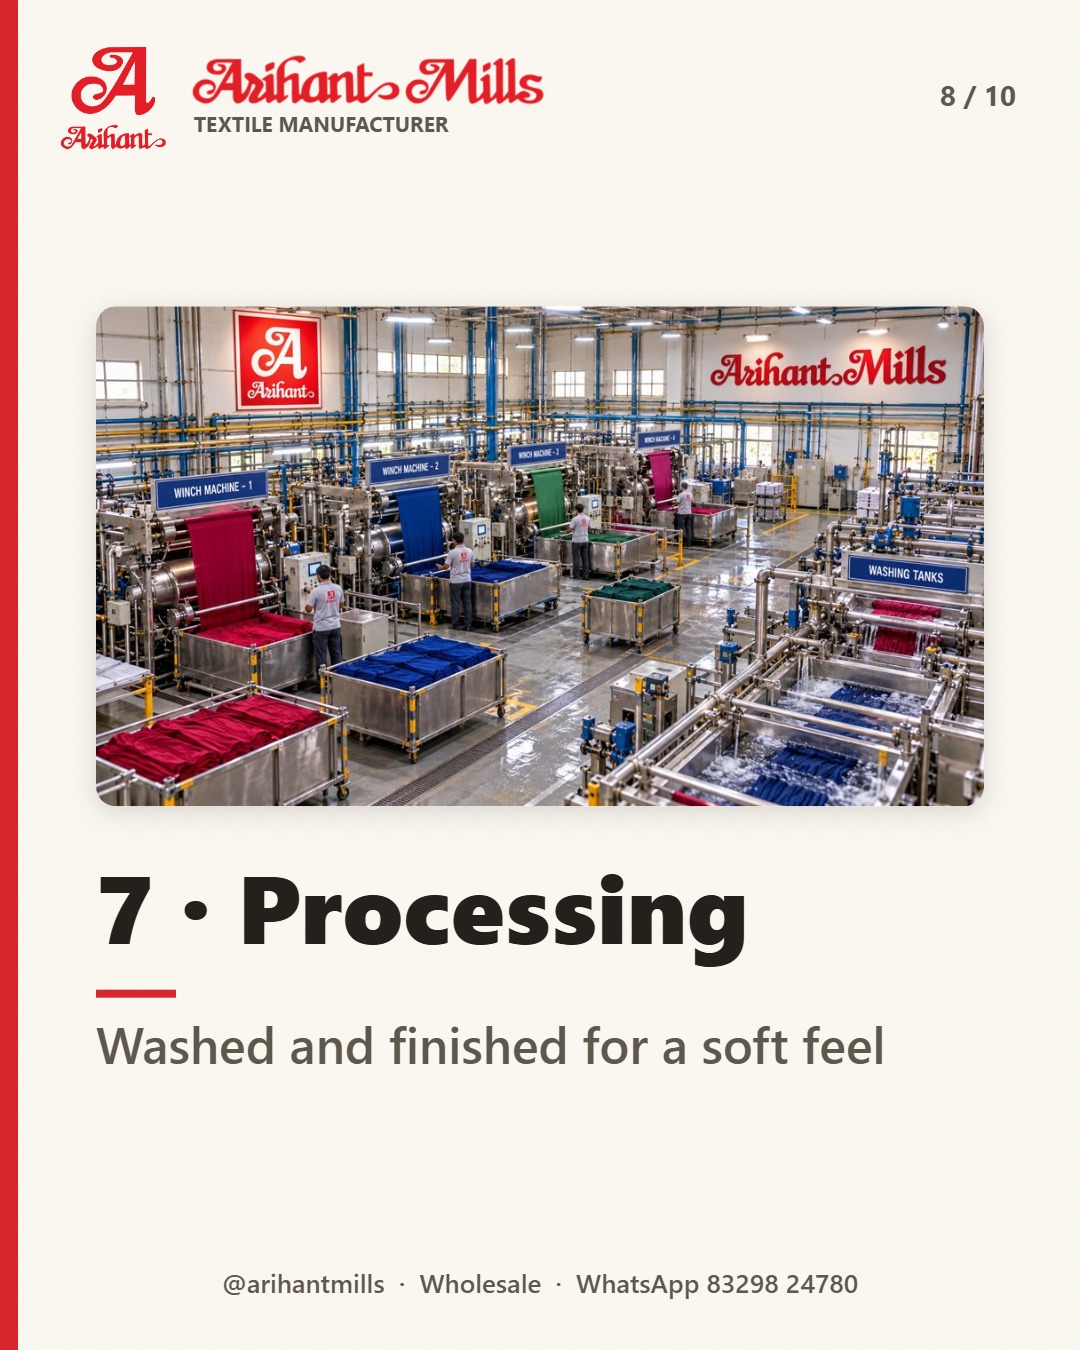 A
Arihant
Arihant Mills
TEXTILE MANUFACTURER
8 / 10
A
Arihant
Arihant Mills
WINCH MACHINE - 1
WINCH MACHINE - 2
WINCH MACHINE - 3
WINCH MACHINE - 4
WASHING TANKS
7 · Processing
Washed and finished for a soft feel
@arihantmills · Wholesale · WhatsApp 83298 24780